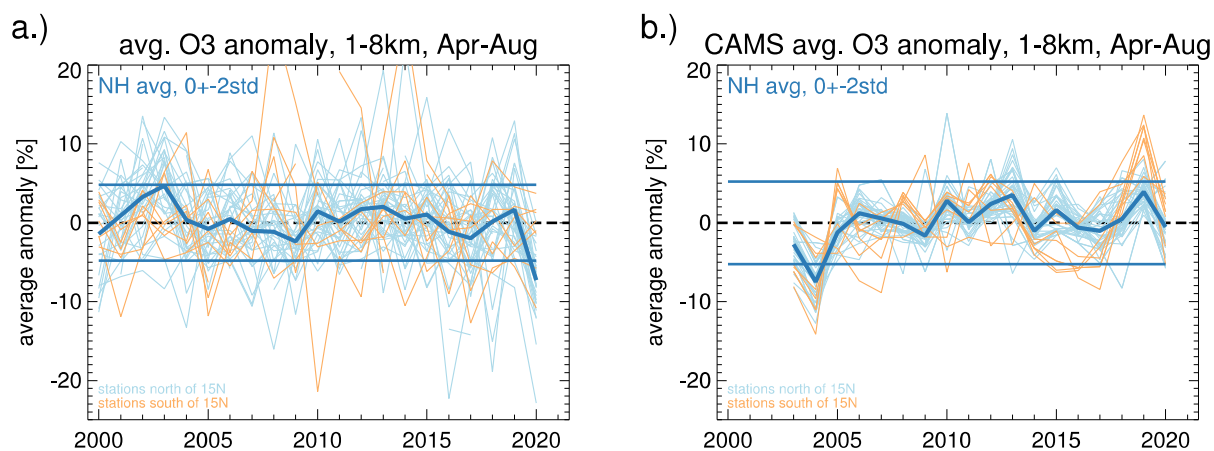 a.)
avg. O3 anomaly, 1-8km, Apr-Aug
NH avg, 0+-2std
average anomaly [%]
20
10
0
-10
-20
stations north of 15N
stations south of 15N
2000 2005 2010 2015 2020
b.)
CAMS avg. O3 anomaly, 1-8km, Apr-Aug
NH avg, 0+-2std
average anomaly [%]
20
10
0
-10
-20
stations north of 15N
stations south of 15N
2000 2005 2010 2015 2020